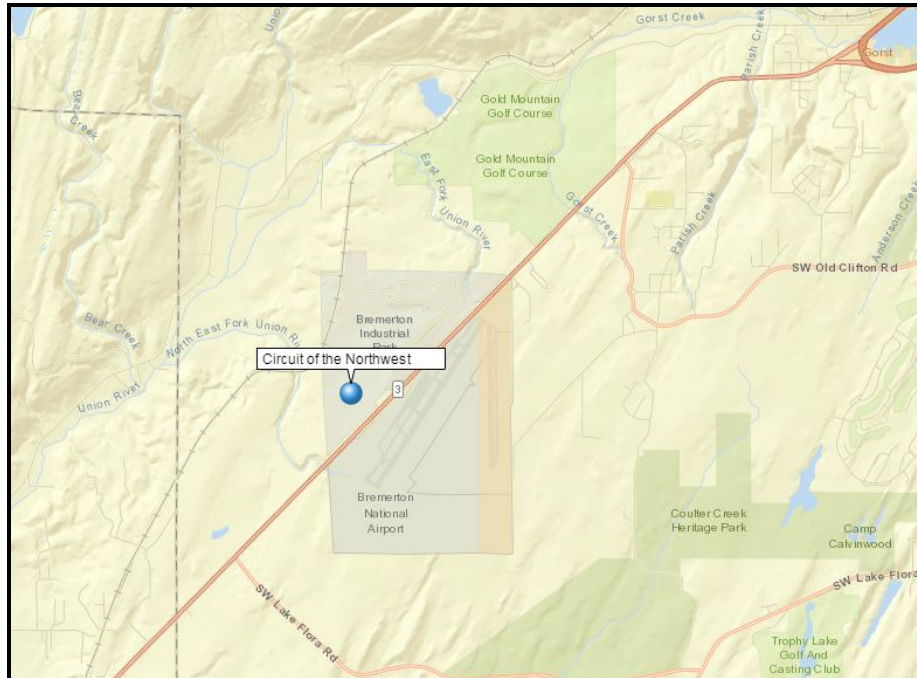 Gorst Creek
Union River
Parish Creek
Gorst
Bear Creek
Gold Mountain
Golf Course
Gold Mountain
Golf Course
East Fork
Union River
Gorst Creek
Parish Creek
Anderson Creek
SW Old Clifton Rd
Bremerton
Industrial
Park
Bear Creek
North East Fork Union
Circuit of the Northwest
3
Union River
Bremerton
National
Airport
Coulter Creek
Heritage Park
Camp
Calvinwood
SW Lake Flora
SW Lake Flora Rd
Trophy Lake
Golf And
Casting Club